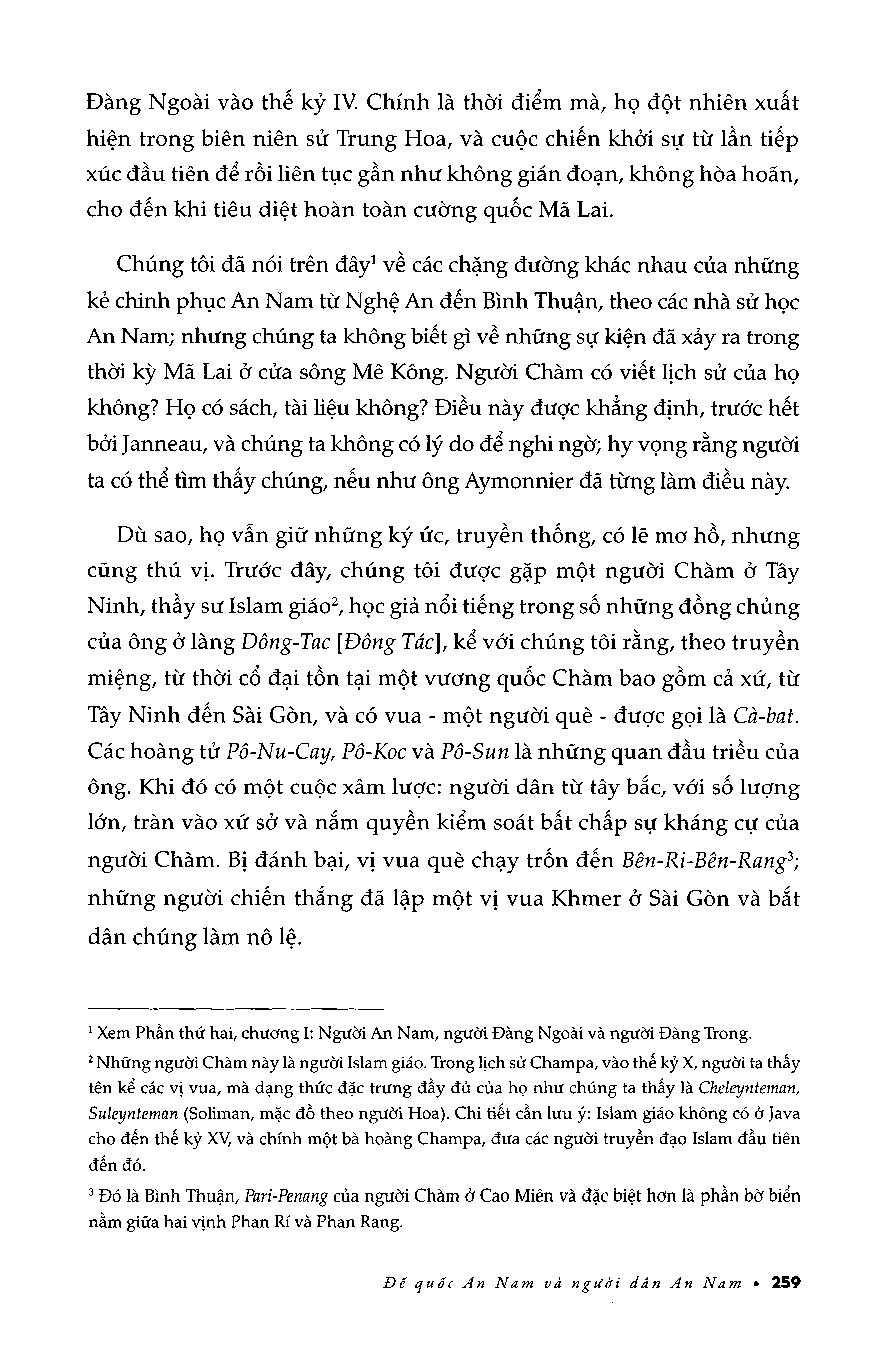 Đàng Ngoài vào thế kỷ IV. Chính là thời điểm mà, họ đột nhiên xuất
hiện trong biên niên sử Trung Hoa, và cuộc chiến khởi sự từ lần tiếp
xúc đầu tiên để rồi liên tục gần như không gián đoạn, không hòa hoãn,
cho đến khi tiêu diệt hoàn toàn cường quốc Mã Lai.
Chúng tôi đã nói trên đây¹ về các chặng đường khác nhau của những
kẻ chinh phục An Nam từ Nghệ An đến Bình Thuận, theo các nhà sử học
An Nam; nhưng chúng ta không biết gì về những sự kiện đã xảy ra trong
thời kỳ Mã Lai ở cửa sông Mê Kông. Người Chàm có viết lịch sử của họ
không? Họ có sách, tài liệu không? Điều này được khẳng định, trước hết
bởi Janneau, và chúng ta không có lý do để nghi ngờ; hy vọng rằng người
ta có thể tìm thấy chúng, nếu như ông Aymonnier đã từng làm điều này.
Dù sao, họ vẫn giữ những ký ức, truyền thống, có lẽ mơ hồ, nhưng
cũng thú vị. Trước đây, chúng tôi được gặp một người Chàm ở Tây
Ninh, thầy sư Islam giáo², học giả nổi tiếng trong số những đồng chủng
của ông ở làng Dông-Tac [Đông Tác], kể với chúng tôi rằng, theo truyền
miệng, từ thời cổ đại tồn tại một vương quốc Chàm bao gồm cả xứ, từ
Tây Ninh đến Sài Gòn, và có vua - một người què - được gọi là Cà-bat.
Các hoàng tử Pô-Nu-Cay, Pô-Koc và Pô-Sun là những quan đầu triều của
ông. Khi đó có một cuộc xâm lược: người dân từ tây bắc, với số lượng
lớn, tràn vào xứ sở và nắm quyền kiểm soát bất chấp sự kháng cự của
người Chàm. Bị đánh bại, vị vua què chạy trốn đến Bên-Ri-Bên-Rang³;
những người chiến thắng đã lập một vị vua Khmer ở Sài Gòn và bắt
dân chúng làm nô lệ.
¹ Xem Phần thứ hai, chương I: Người An Nam, người Đàng Ngoài và người Đàng Trong.
² Những người Chàm này là người Islam giáo. Trong lịch sử Champa, vào thế kỷ X, người ta thấy
tên kể các vị vua, mà dạng thức đặc trưng đầy đủ của họ như chúng ta thấy là Cheleynteman,
Suleynteman (Soliman, mặc đồ theo người Hoa). Chi tiết cần lưu ý: Islam giáo không có ở Java
cho đến thế kỷ XV, và chính một bà hoàng Champa, đưa các người truyền đạo Islam đầu tiên
đến đó.
³ Đó là Bình Thuận, Pari-Penang của người Chàm ở Cao Miên và đặc biệt hơn là phần bờ biển
nằm giữa hai vịnh Phan Rí và Phan Rang.
Đế quốc An Nam và người dân An Nam • 259